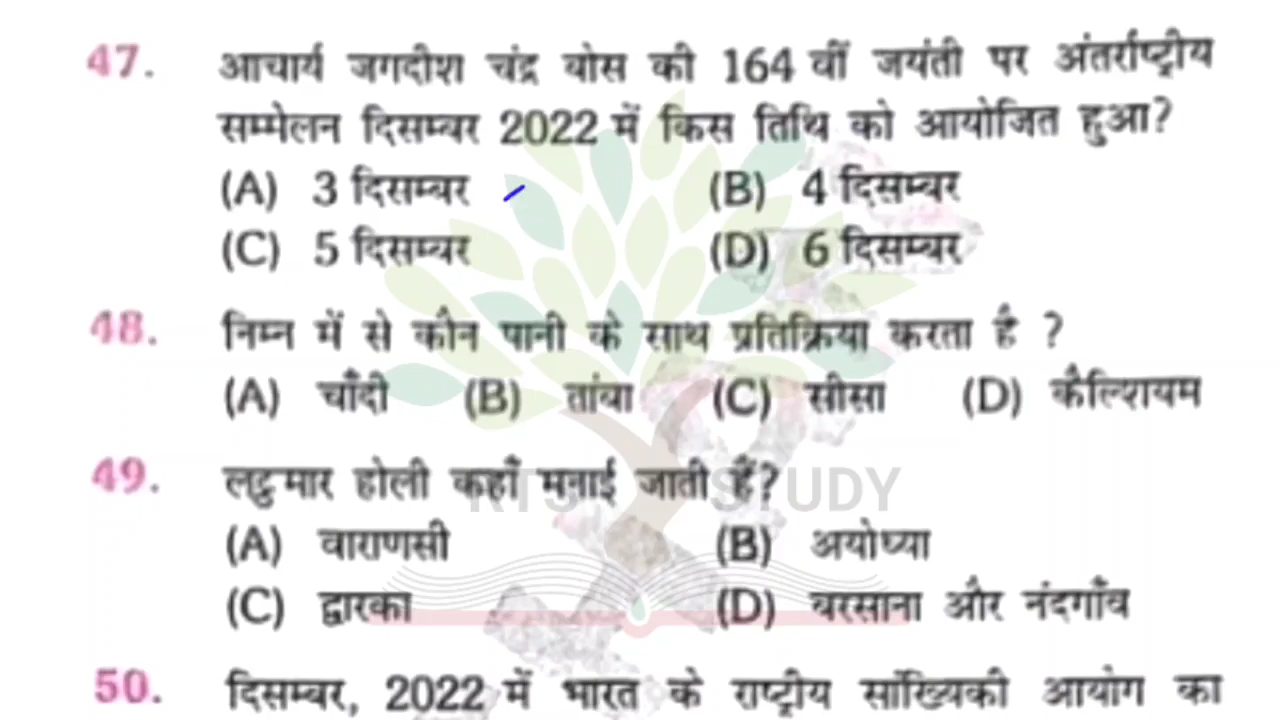 47. आचार्य जगदीश चंद्र बोस की 164 वीं जयंती पर अंतर्राष्ट्रीय
सम्मेलन दिसम्बर 2022 में किस तिथि को आयोजित हुआ?
(A) 3 दिसम्बर (B) 4 दिसम्बर
(C) 5 दिसम्बर (D) 6 दिसम्बर
48. निम्न में से कौन पानी के साथ प्रतिक्रिया करता है ?
(A) चाँदी (B) तांबा (C) सीसा (D) कैल्शियम
49. लट्ठमार होली कहाँ मनाई जाती हैं?
RTS STUDY
(A) वाराणसी (B) अयोध्या
(C) द्वारका (D) बरसाना और नंदगाँव
50. दिसम्बर, 2022 में भारत के राष्ट्रीय सांख्यिकी आयोग का